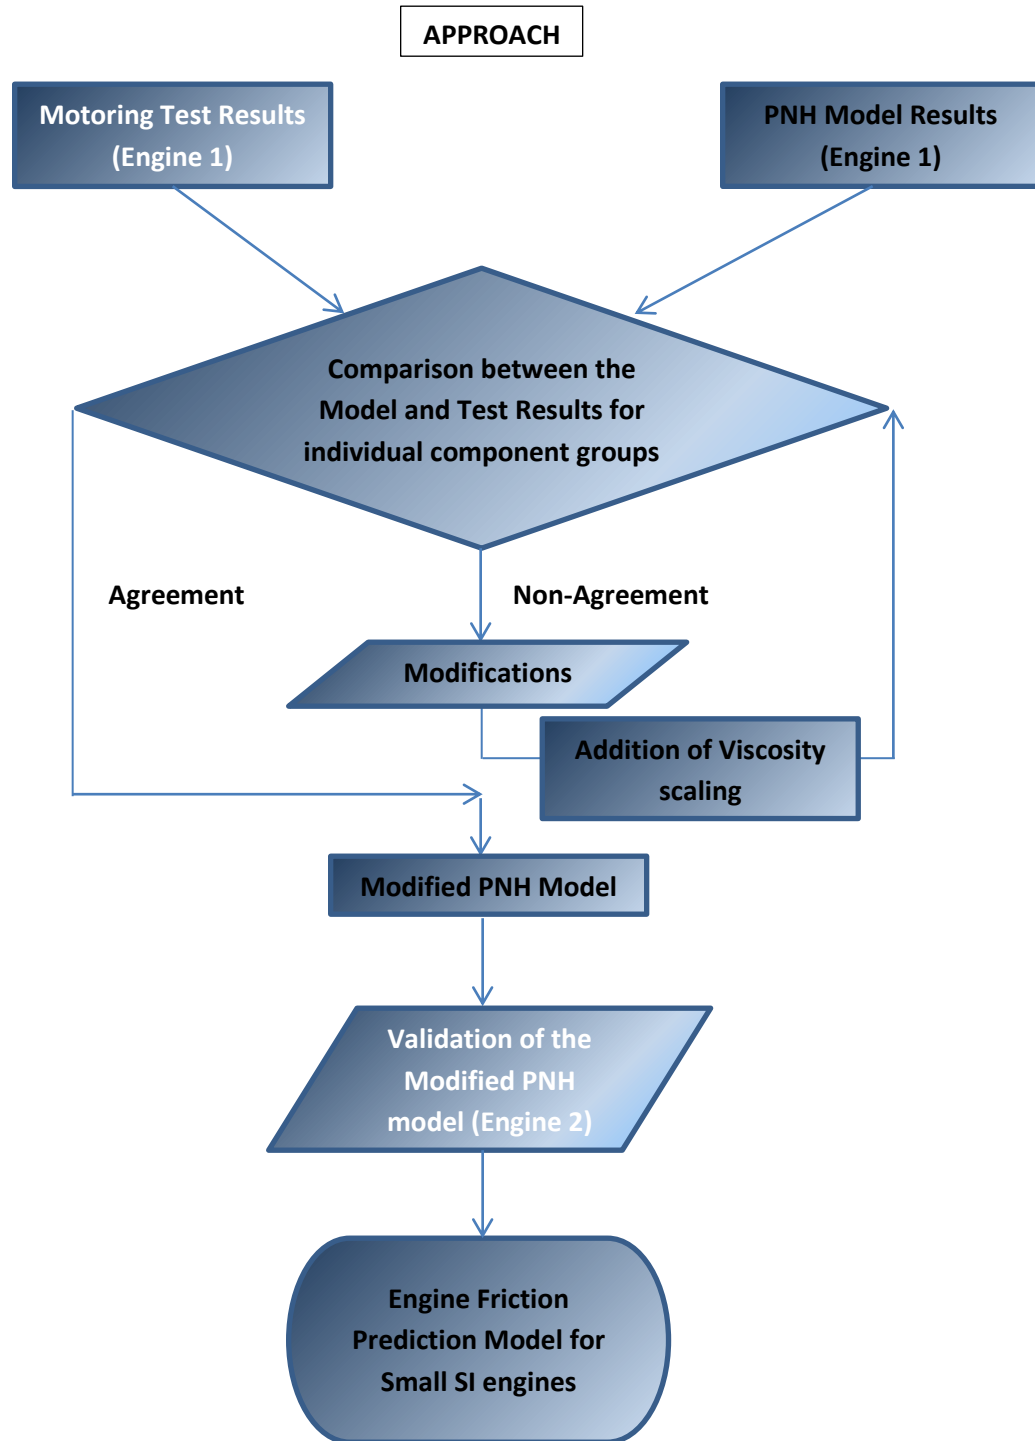 APPROACH
Motoring Test Results
(Engine 1)
PNH Model Results
(Engine 1)
Comparison between the
Model and Test Results for
individual component groups
Agreement
Non-Agreement
Modifications
Addition of Viscosity
scaling
Modified PNH Model
Validation of the
Modified PNH
model (Engine 2)
Engine Friction
Prediction Model for
Small SI engines